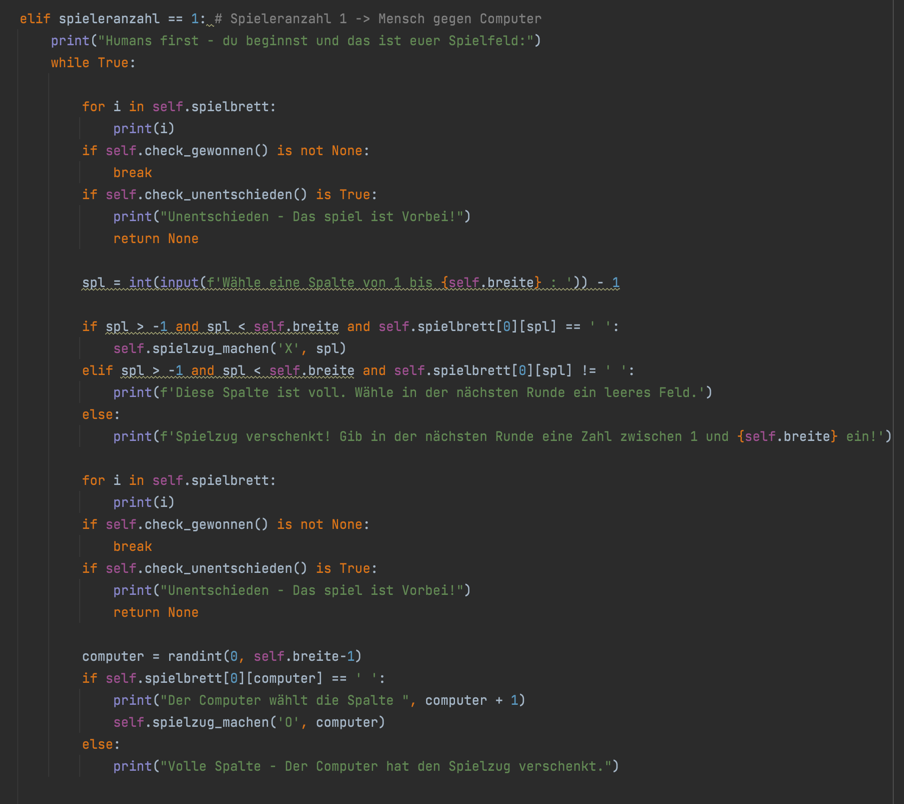 elif spieleranzahl == 1: # Spieleranzahl 1 -> Mensch gegen Computer
print("Humans first - du beginnst und das ist euer Spielfeld:")
while True:
for i in self.spielbrett:
print(i)
if self.check_gewonnen() is not None:
break
if self.check_unentschieden() is True:
print("Unentschieden - Das spiel ist Vorbei!")
return None
spl = int(input(f'Wähle eine Spalte von 1 bis {self.breite} : ')) - 1
if spl > -1 and spl < self.breite and self.spielbrett[0][spl] == ' ':
self.spielzug_machen('X', spl)
elif spl > -1 and spl < self.breite and self.spielbrett[0][spl] != ' ':
print(f'Diese Spalte ist voll. Wähle in der nächsten Runde ein leeres Feld.')
else:
print(f'Spielzug verschenkt! Gib in der nächsten Runde eine Zahl zwischen 1 und {self.breite} ein!')
for i in self.spielbrett:
print(i)
if self.check_gewonnen() is not None:
break
if self.check_unentschieden() is True:
print("Unentschieden - Das spiel ist Vorbei!")
return None
computer = randint(0, self.breite-1)
if self.spielbrett[0][computer] == ' ':
print("Der Computer wählt die Spalte ", computer + 1)
self.spielzug_machen('O', computer)
else:
print("Volle Spalte - Der Computer hat den Spielzug verschenkt.")